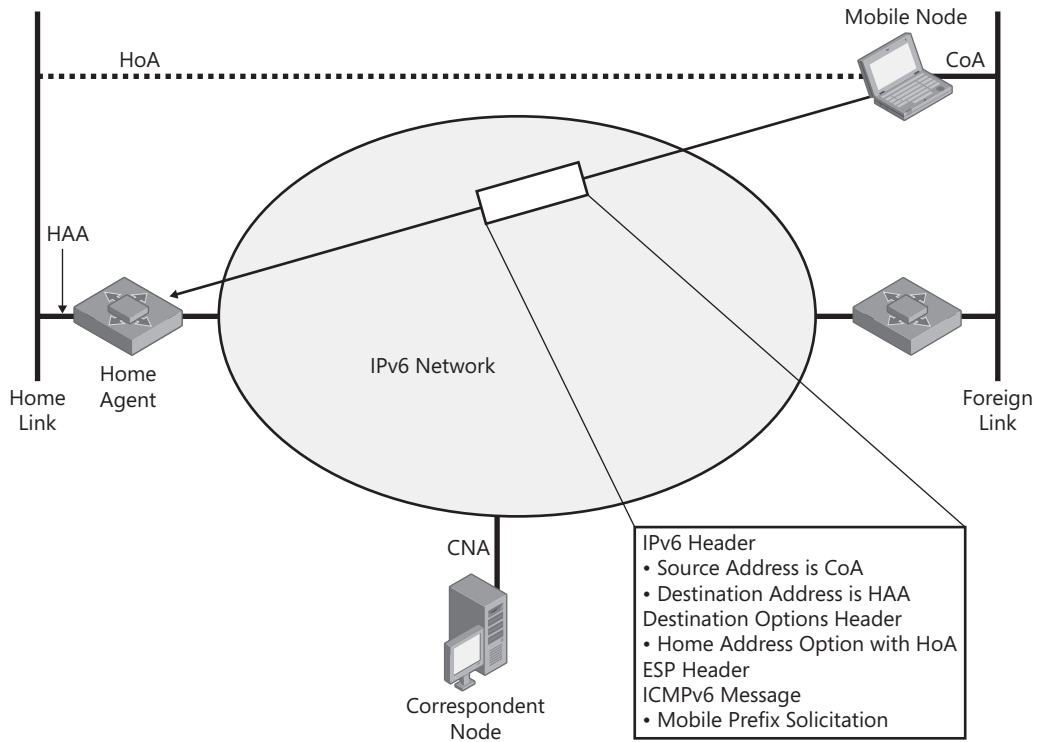 Mobile Node
HoA
CoA
HAA
IPv6 Network
Home
Agent
Home
Link
Foreign
Link
CNA
Correspondent
Node
IPv6 Header
• Source Address is CoA
• Destination Address is HAA
Destination Options Header
• Home Address Option with HoA
ESP Header
ICMPv6 Message
• Mobile Prefix Solicitation